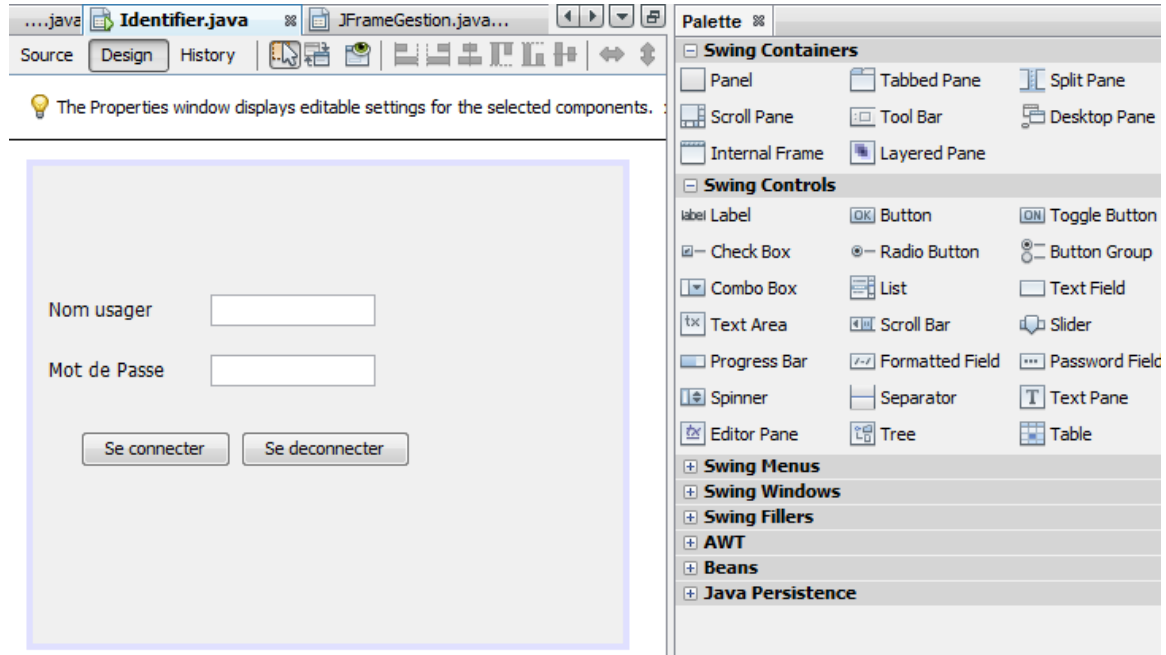 ....java Identifier.java JFrameGestion.java...
Source Design History
The Properties window displays editable settings for the selected components.
Nom usager
Mot de Passe
Se connecter Se deconnecter
Palette
Swing Containers
Panel Tabbed Pane Split Pane
Scroll Pane Tool Bar Desktop Pane
Internal Frame Layered Pane
Swing Controls
label Label OK Button ON Toggle Button
Check Box Radio Button Button Group
Combo Box List Text Field
tx Text Area Scroll Bar Slider
Progress Bar Formatted Field Password Field
Spinner Separator T Text Pane
Editor Pane Tree Table
Swing Menus
Swing Windows
Swing Fillers
AWT
Beans
Java Persistence